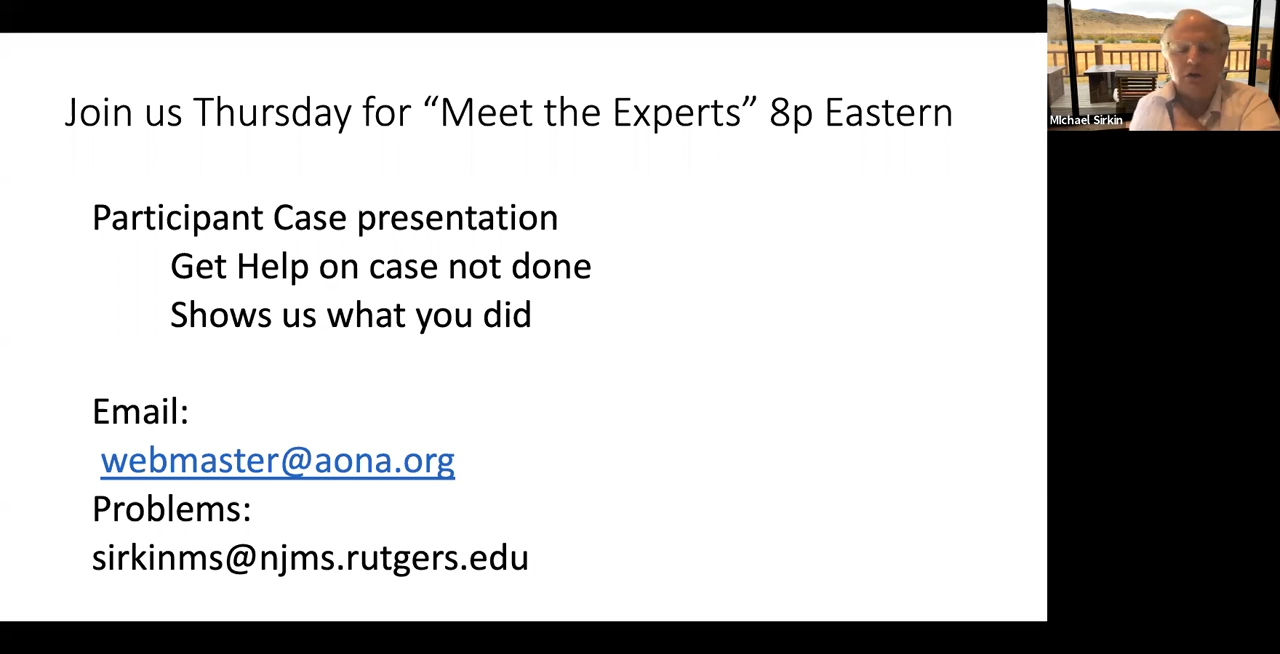 Join us Thursday for “Meet the Experts” 8p Eastern
Participant Case presentation
Get Help on case not done
Shows us what you did
Email:
webmaster@aona.org
Problems:
sirkinms@njms.rutgers.edu
MIchael Sirkin